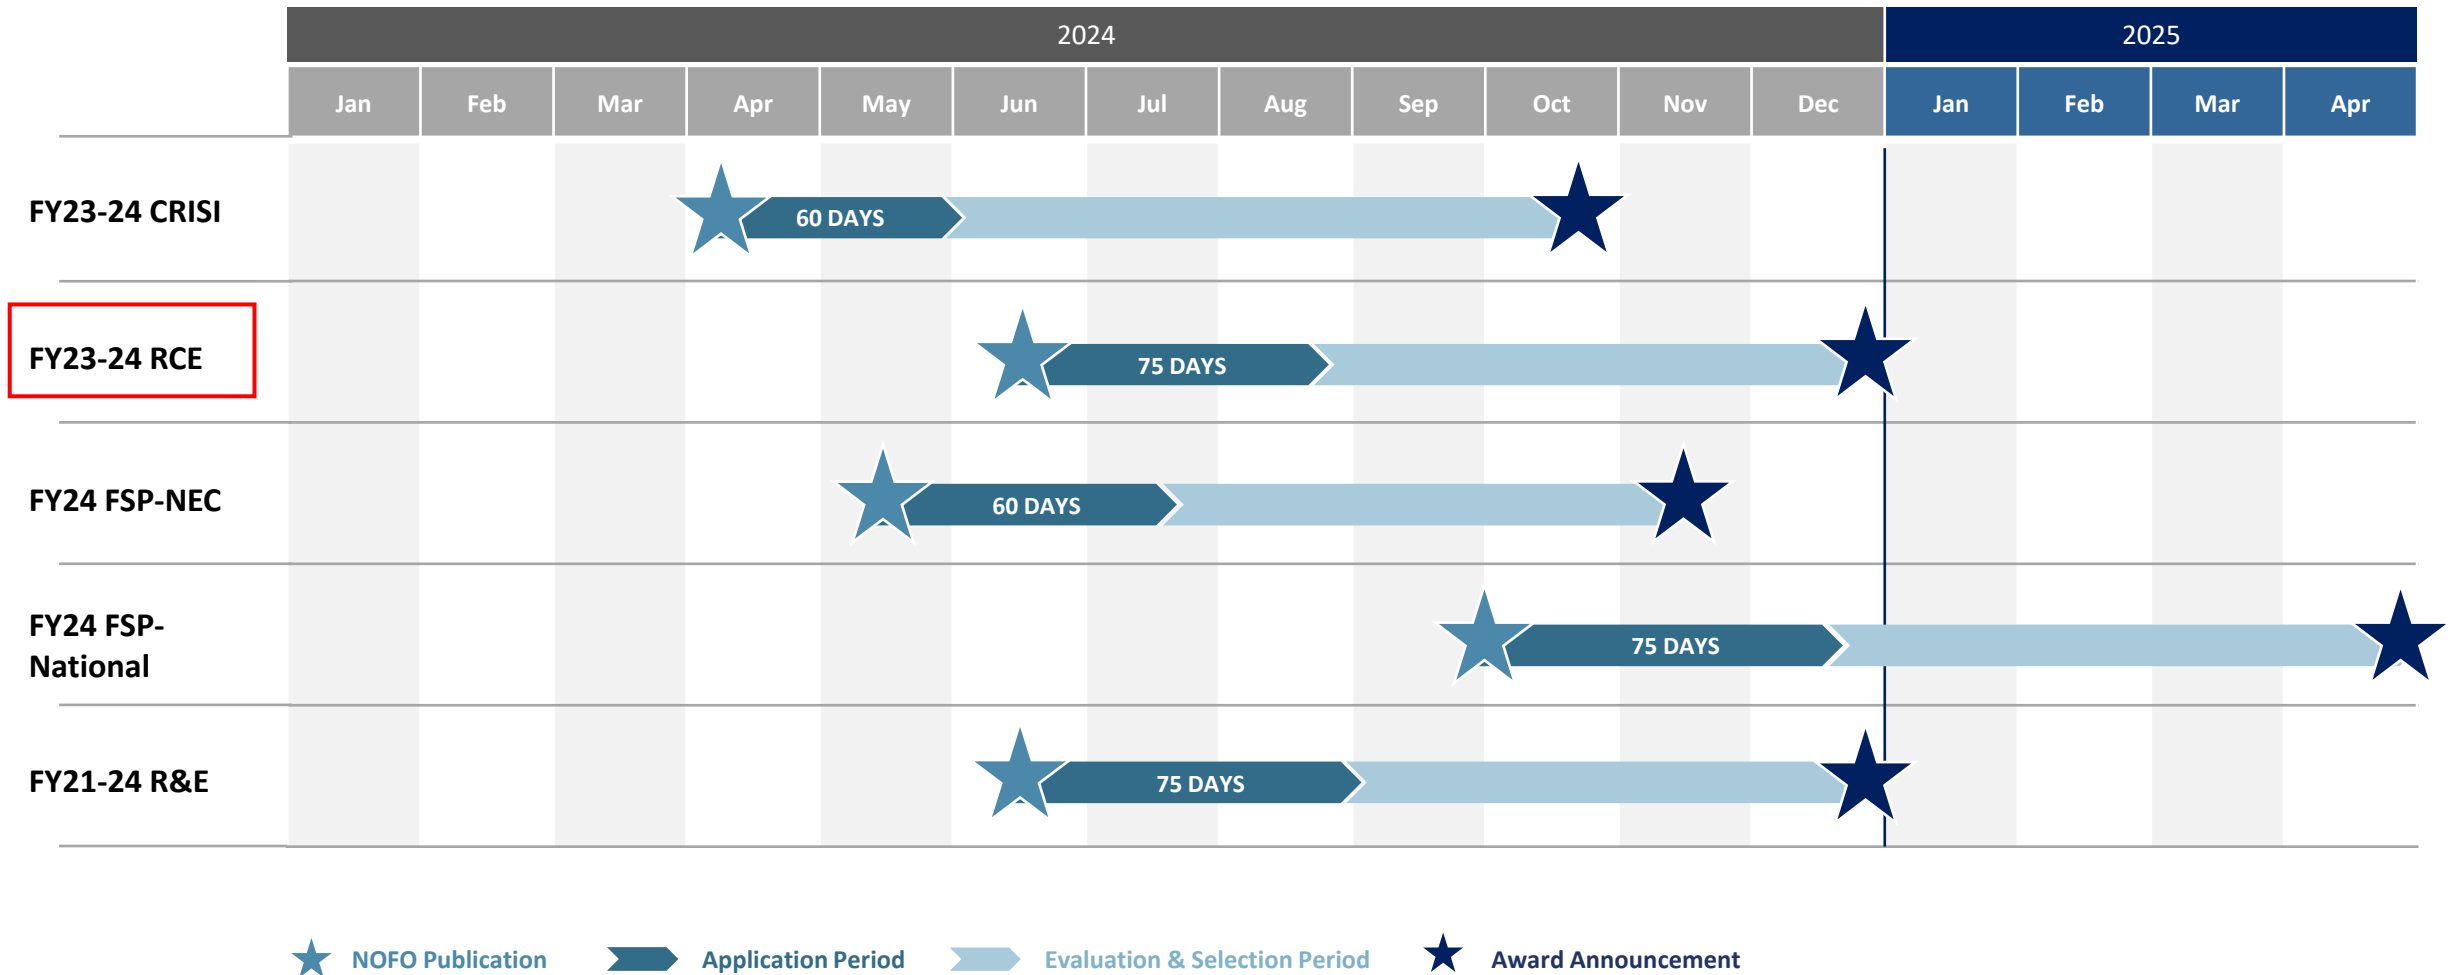 2024 2025
Jan Feb Mar Apr May Jun Jul Aug Sep Oct Nov Dec Jan Feb Mar Apr
FY23-24 CRISI 60 DAYS
FY23-24 RCE 75 DAYS
FY24 FSP-NEC 60 DAYS
FY24 FSP-
National
75 DAYS
FY21-24 R&E 75 DAYS
NOFO Publication Application Period Evaluation & Selection Period Award Announcement